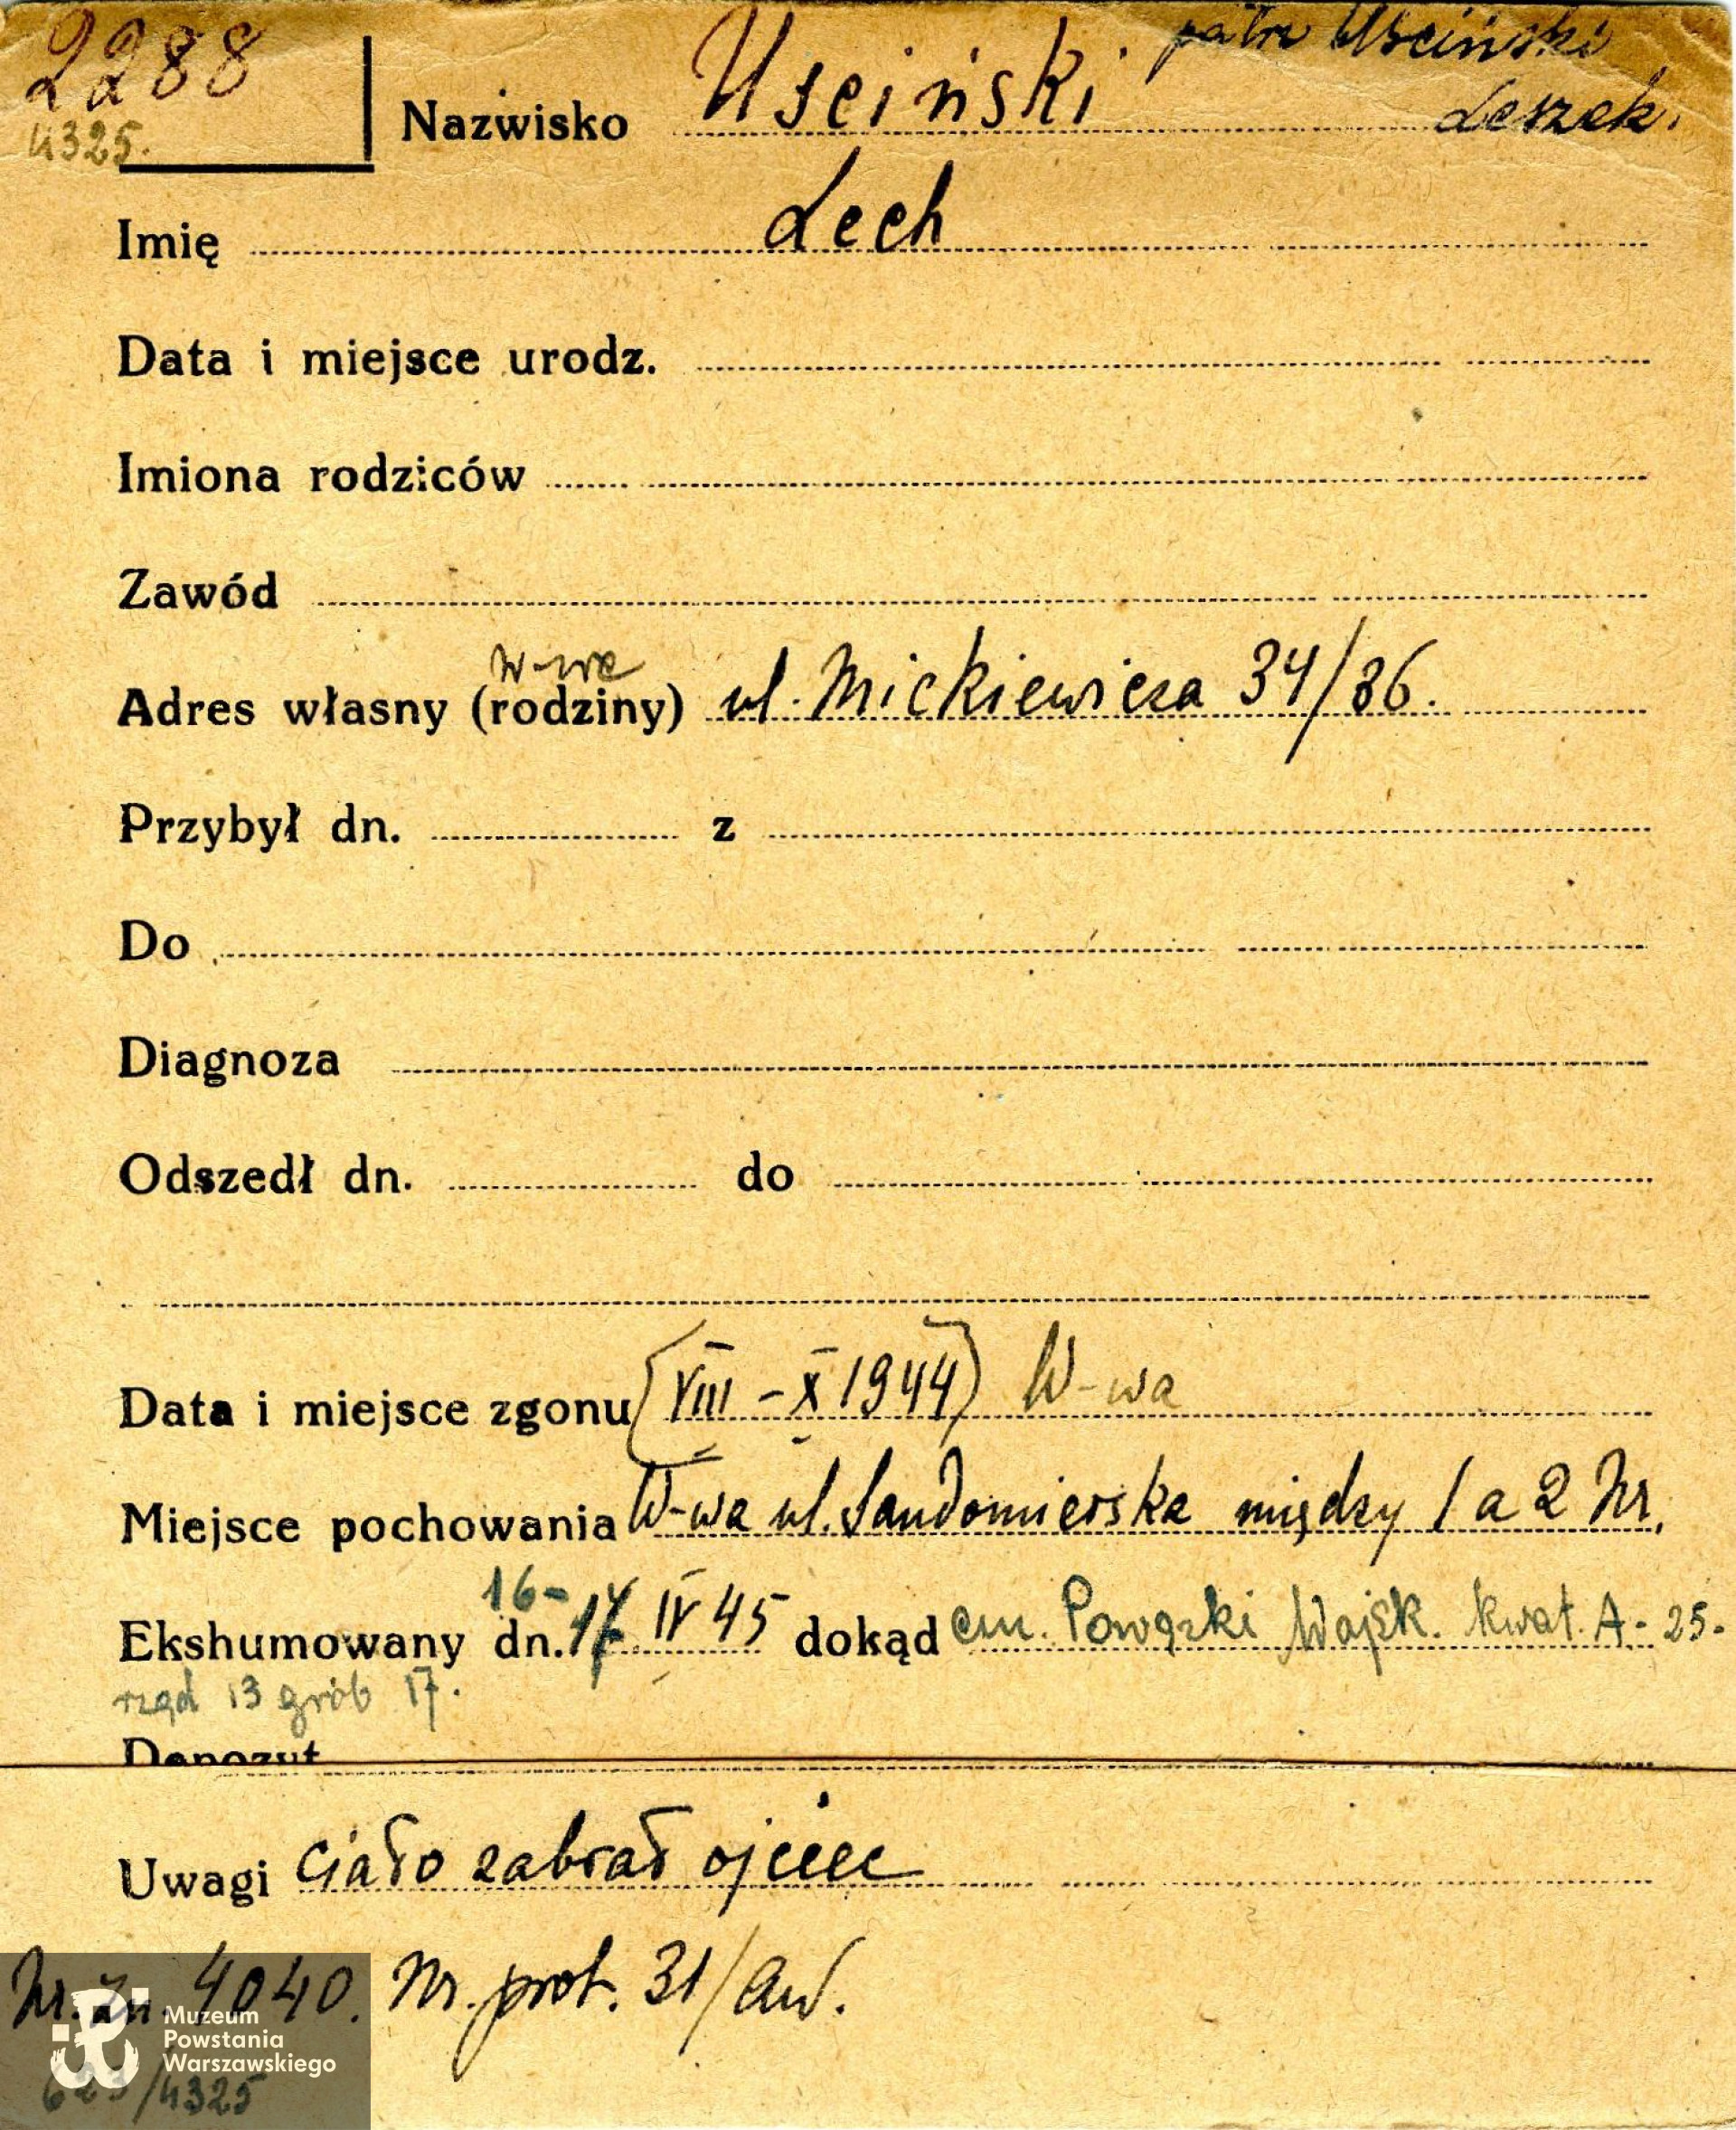 2288
4325.
Nazwisko Uściński patrz Uściński
Leszek.
Imię Lech
Data i miejsce urodz.
Imiona rodziców
Zawód
W-wa
Adres własny (rodziny) ul. Mickiewicza 34/36.
Przybył dn. z
Do
Diagnoza
Odszedł dn. do
Data i miejsce zgonu (VIII - X 1944) W-wa
Miejsce pochowania W-wa ul. Sandomierska między 1 a 2 Nr.
16-
Ekshumowany dn. 17 IV 45 dokąd cm. Powązki Wojsk. kwat. A-25-
rząd 13 grób 17.
Depozyt
Uwagi Ciało zabrał ojciec
Nr. 4040. Nr. prot. 31/
Muzeum
Powstania
Warszawskiego
/4325